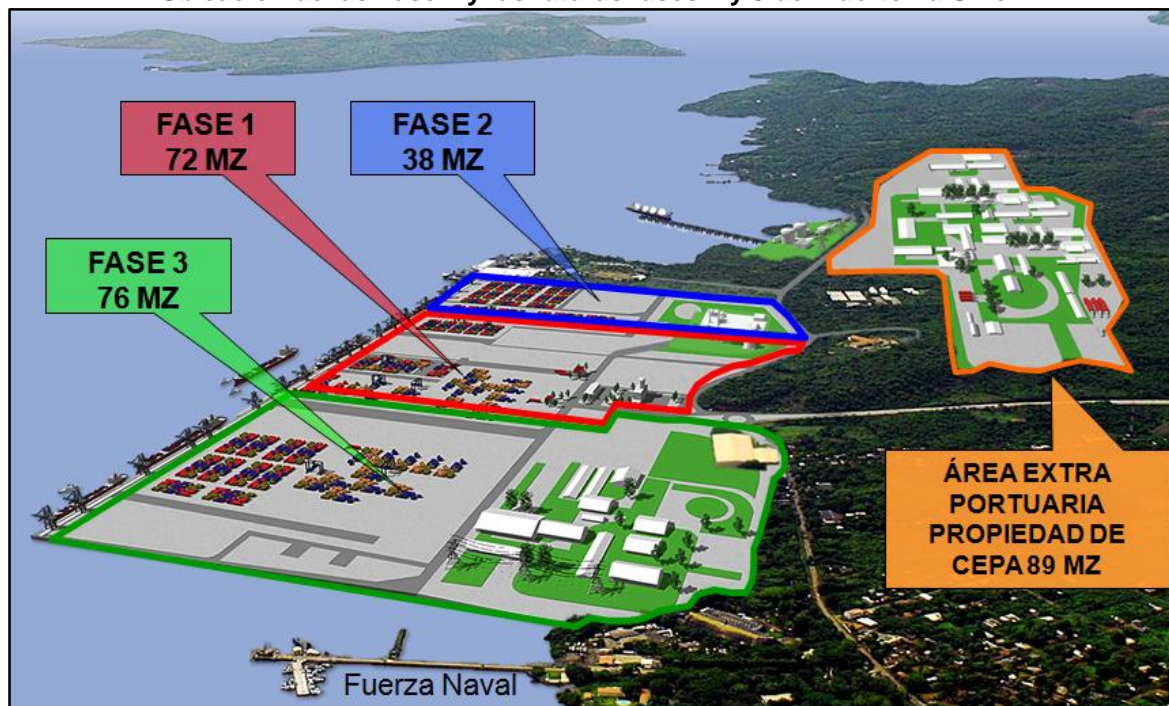 FASE 1
72 MZ
FASE 2
38 MZ
FASE 3
76 MZ
ÁREA EXTRA
PORTUARIA
PROPIEDAD DE
CEPA 89 MZ
Fuerza Naval